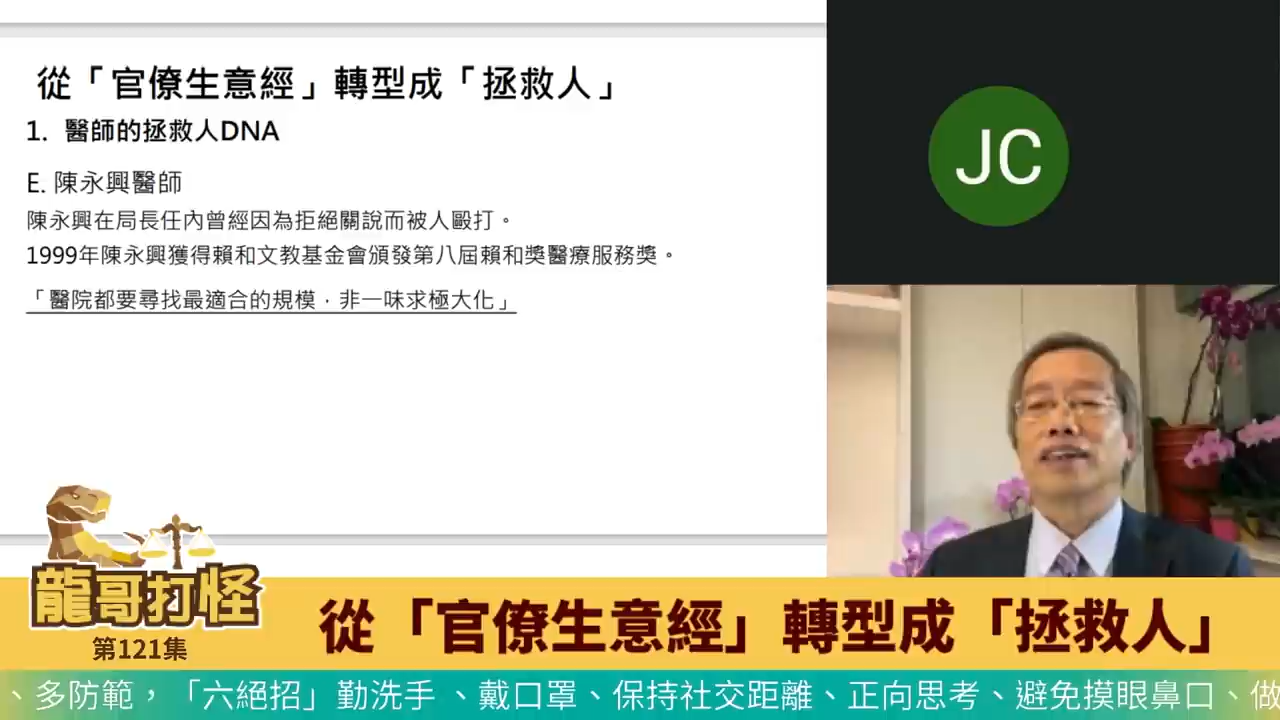 從「官僚生意經」轉型成「拯救人」
1. 醫師的拯救人DNA
E. 陳永興醫師
陳永興在局長任內曾經因為拒絕關說而被人毆打。
1999年陳永興獲得賴和文教基金會頒發第八屆賴和獎醫療服務獎。
「醫院都要尋找最適合的規模，非一味求極大化」
JC
龍哥打怪
第121集
從「官僚生意經」轉型成「拯救人」
、多防範，「六絕招」勤洗手、戴口罩、保持社交距離、正向思考、避免摸眼鼻口、做